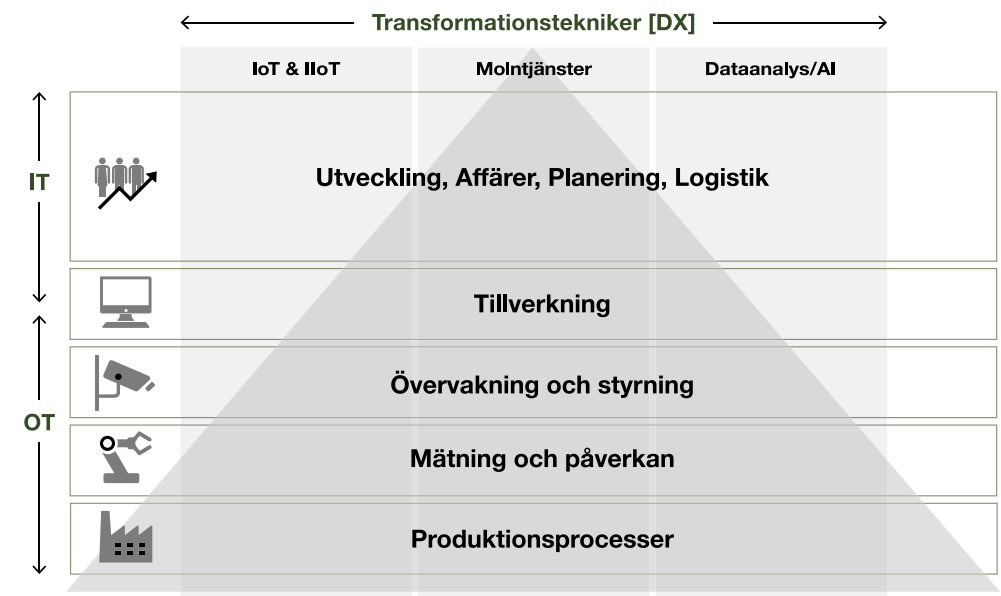 Transformationstekniker [DX]
IoT & IIoT
Molntjänster
Dataanalys/AI
IT
Utveckling, Affärer, Planering, Logistik
Tillverkning
Övervakning och styrning
OT
Mätning och påverkan
Produktionsprocesser